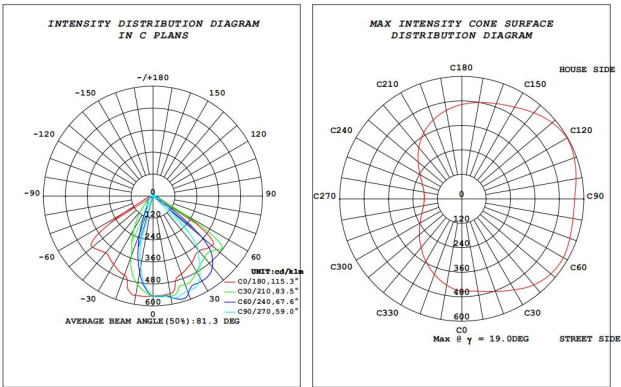 INTENSITY DISTRIBUTION DIAGRAM
IN C PLANS
-/+180
-150 150
-120 120
-90 90
-60 60
-30 30
0
0
120
240
360
480
600
UNIT:cd/klm
C0/180,115.3°
C30/210,83.5°
C60/240,67.6°
C90/270,59.0°
AVERAGE BEAM ANGLE(50%):81.3 DEG
MAX INTENSITY CONE SURFACE
DISTRIBUTION DIAGRAM
HOUSE SIDE
C180
C210 C150
C240 C120
C270 C90
C300 C60
C330 C30
C0
0
120
240
360
480
600
Max @ γ = 19.0DEG
STREET SIDE